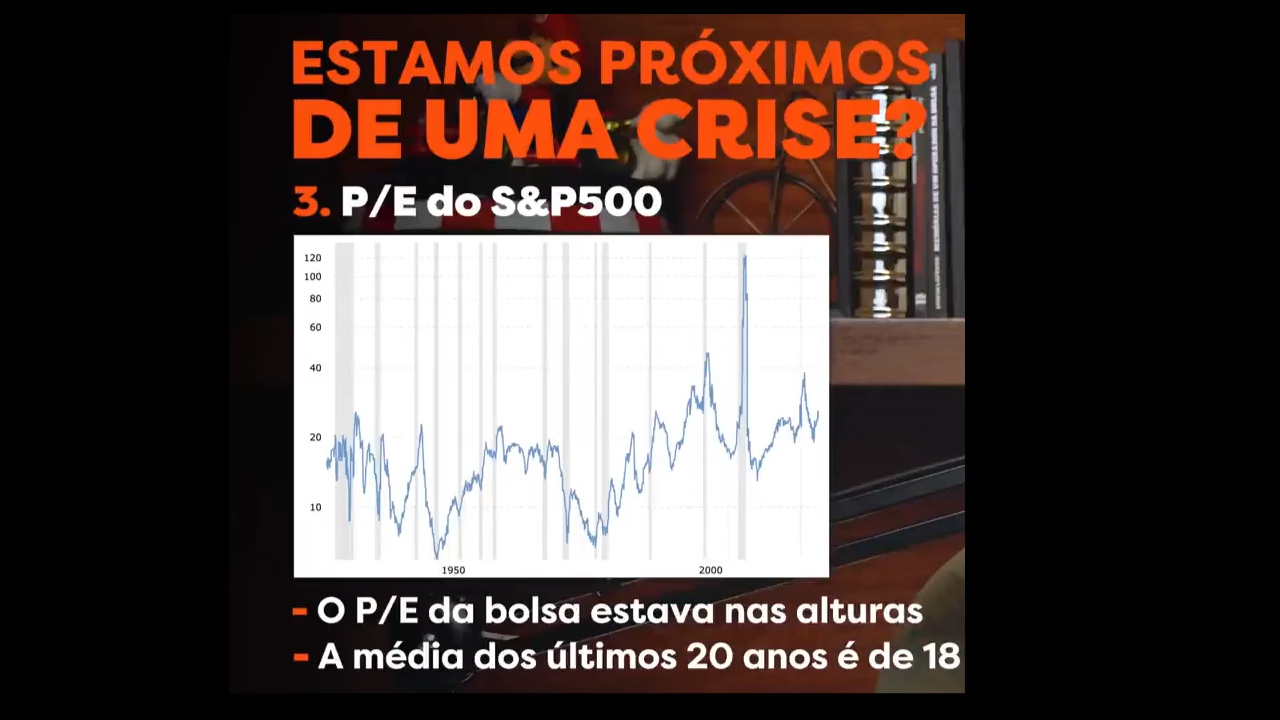 ESTAMOS PRÓXIMOS
DE UMA CRISE?
3. P/E do S&P500
120
100
80
60
40
20
10
1950
2000
- O P/E da bolsa estava nas alturas
- A média dos últimos 20 anos é de 18